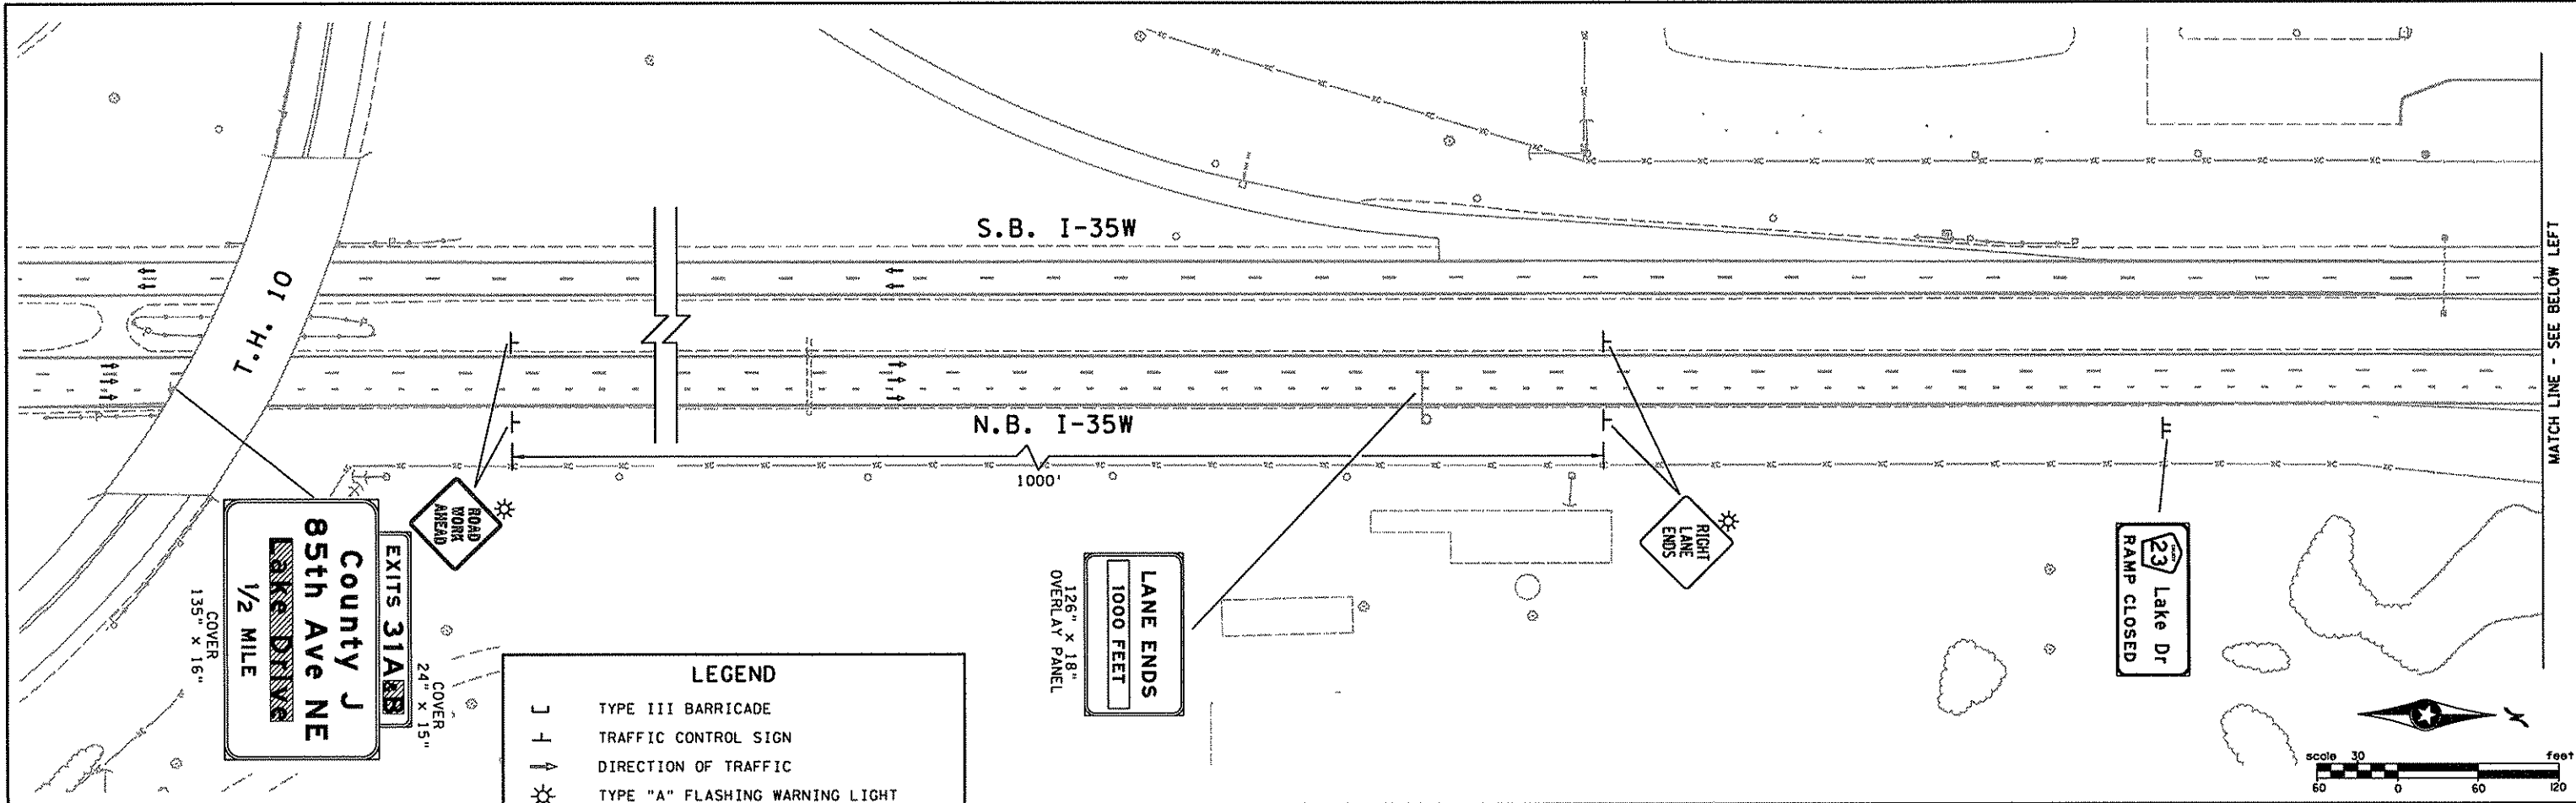 S.B. I-35W
T.H. 10
N.B. I-35W
1000'
MATCH LINE - SEE BELOW LEFT
ROAD
WORK
AHEAD
RIGHT
LANE
ENDS
EXITS 31A&B
County J
85th Ave NE
Lake Drive
1/2 MILE
COVER
24" X 15"
COVER
135" X 16"
LANE ENDS
1000 FEET
126" X 18"
OVERLAY PANEL
23 Lake Dr
RAMP CLOSED
LEGEND
TYPE III BARRICADE
TRAFFIC CONTROL SIGN
DIRECTION OF TRAFFIC
TYPE "A" FLASHING WARNING LIGHT
N
scale 30 feet
60 0 60 120